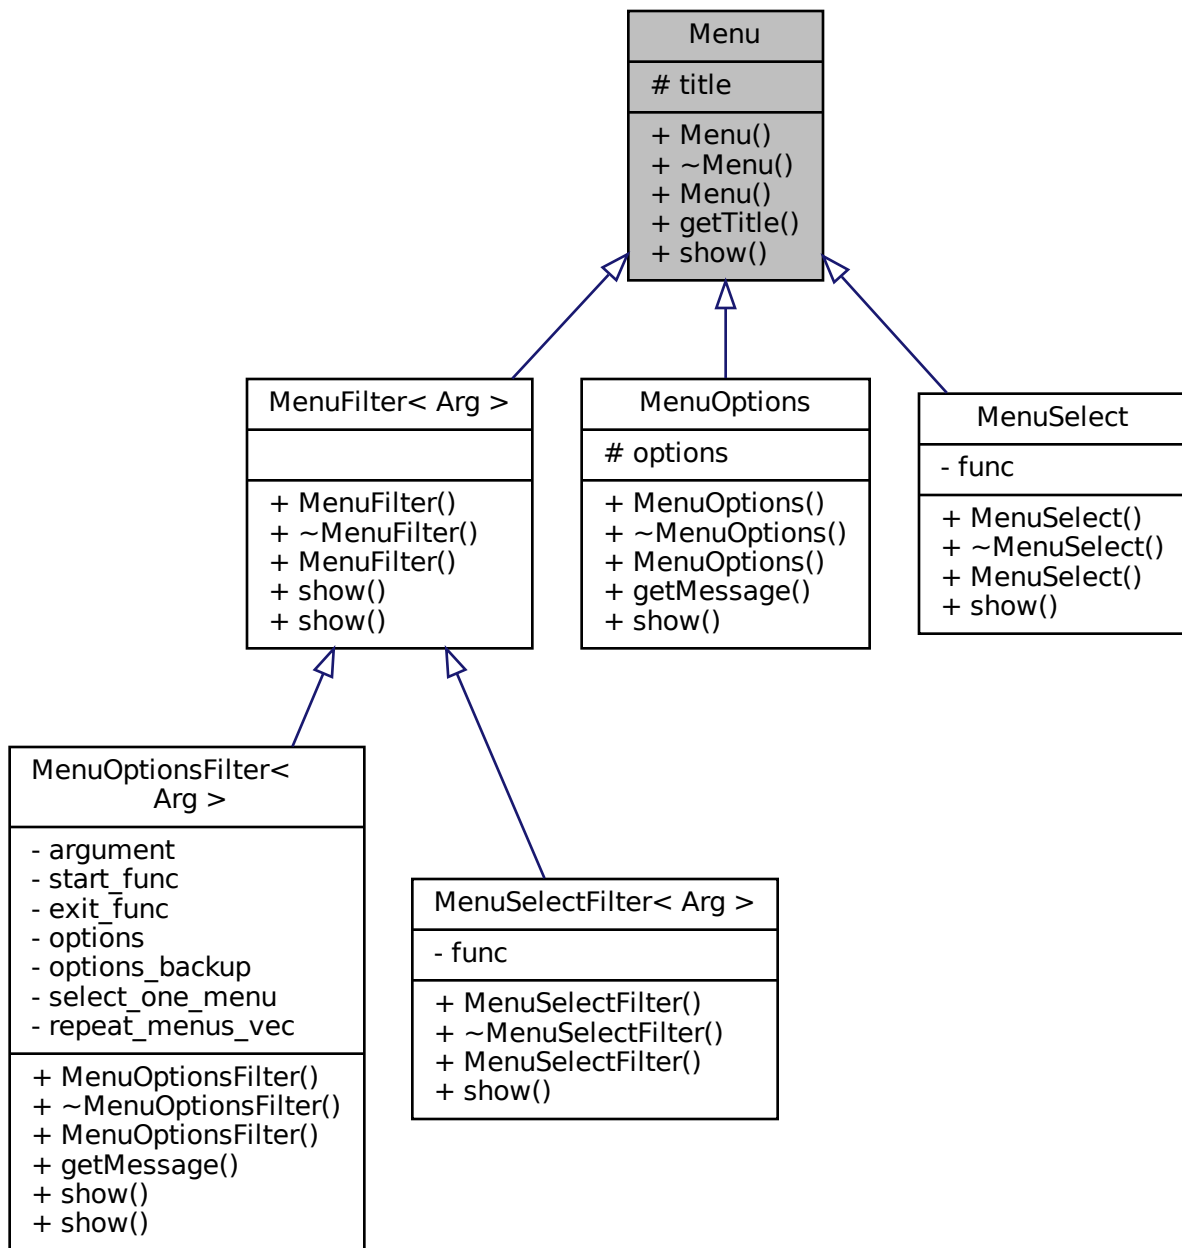 Menu
# title
+ Menu()
+ ~Menu()
+ Menu()
+ getTitle()
+ show()
MenuFilter< Arg >
+ MenuFilter()
+ ~MenuFilter()
+ MenuFilter()
+ show()
+ show()
MenuOptions
# options
+ MenuOptions()
+ ~MenuOptions()
+ MenuOptions()
+ getMessage()
+ show()
MenuSelect
- func
+ MenuSelect()
+ ~MenuSelect()
+ MenuSelect()
+ show()
MenuOptionsFilter<
Arg >
- argument
- start_func
- exit_func
- options
- options_backup
- select_one_menu
- repeat_menus_vec
+ MenuOptionsFilter()
+ ~MenuOptionsFilter()
+ MenuOptionsFilter()
+ getMessage()
+ show()
+ show()
MenuSelectFilter< Arg >
- func
+ MenuSelectFilter()
+ ~MenuSelectFilter()
+ MenuSelectFilter()
+ show()